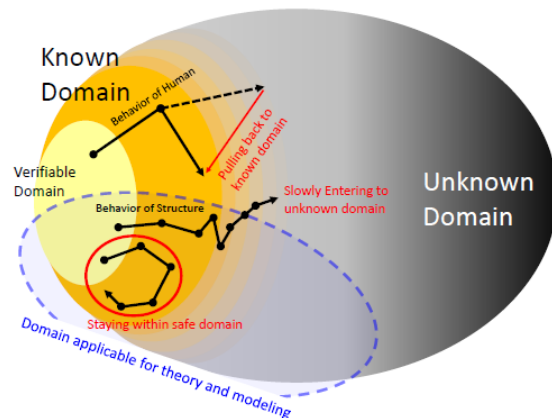 Known
Domain
Behavior of Human
Verifiable
Domain
Pulling back to
known domain
Behavior of Structure
Slowly Entering to
unknown domain
Unknown
Domain
Staying within safe domain
Domain applicable for theory and modeling